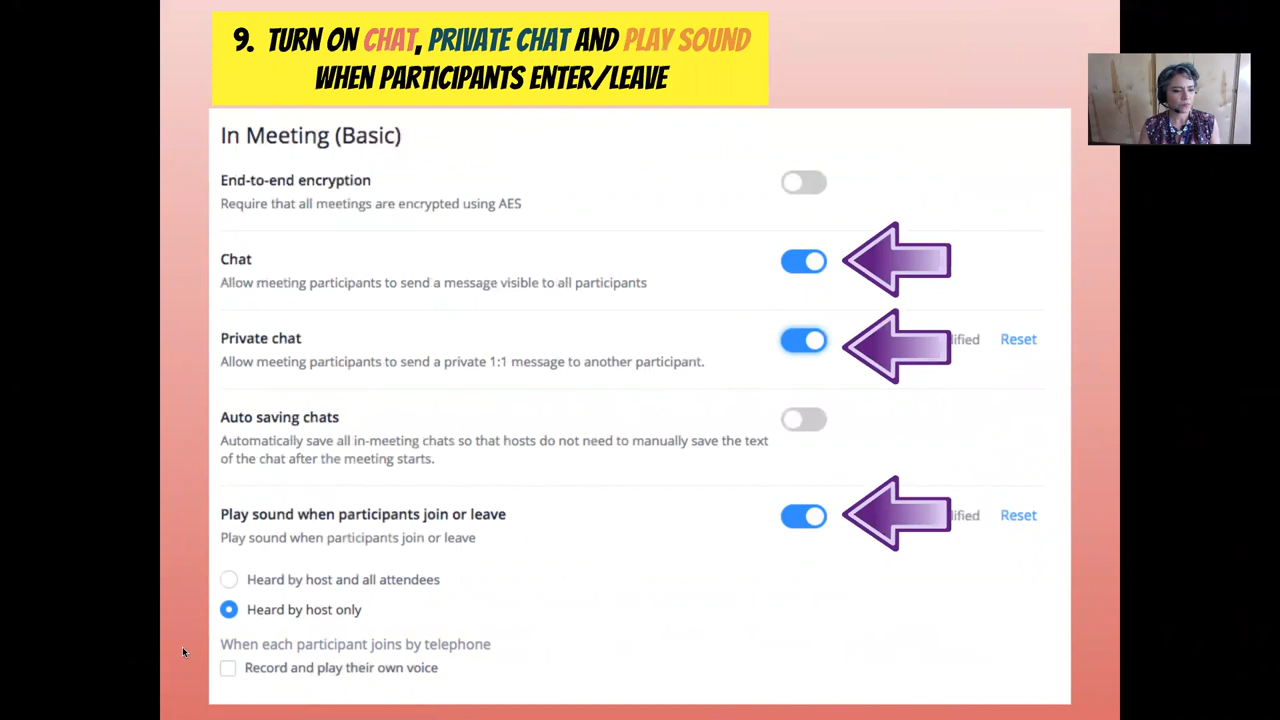 9. TURN ON CHAT, PRIVATE CHAT AND PLAY SOUND
WHEN PARTICIPANTS ENTER/LEAVE
In Meeting (Basic)
End-to-end encryption
Require that all meetings are encrypted using AES
Chat
Allow meeting participants to send a message visible to all participants
Private chat
Reset
Allow meeting participants to send a private 1:1 message to another participant.
Auto saving chats
Automatically save all in-meeting chats so that hosts do not need to manually save the text
of the chat after the meeting starts.
Play sound when participants join or leave
Reset
Play sound when participants join or leave
Heard by host and all attendees
Heard by host only
When each participant joins by telephone
Record and play their own voice